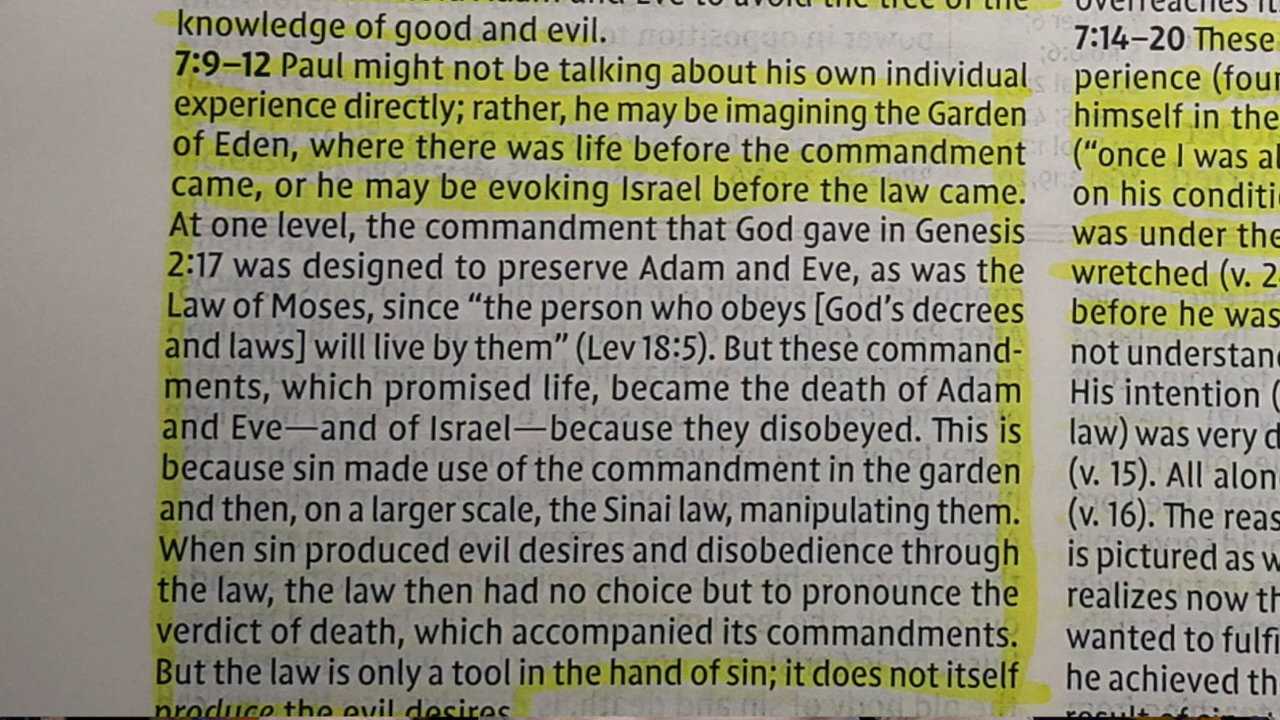 knowledge of good and evil.
7:9–12 Paul might not be talking about his own individual
experience directly; rather, he may be imagining the Garden
of Eden, where there was life before the commandment
came, or he may be evoking Israel before the law came.
At one level, the commandment that God gave in Genesis
2:17 was designed to preserve Adam and Eve, as was the
Law of Moses, since “the person who obeys [God’s decrees
and laws] will live by them” (Lev 18:5). But these command-
ments, which promised life, became the death of Adam
and Eve—and of Israel—because they disobeyed. This is
because sin made use of the commandment in the garden
and then, on a larger scale, the Sinai law, manipulating them.
When sin produced evil desires and disobedience through
the law, the law then had no choice but to pronounce the
verdict of death, which accompanied its commandments.
But the law is only a tool in the hand of sin; it does not itself
produce the evil desires.
7:14–20 These
perience (four
himself in the
(“once I was al
on his conditi
was under the
wretched (v. 2
before he was
not understan
His intention (
law) was very d
(v. 15). All alon
(v. 16). The reas
is pictured as w
realizes now th
wanted to fulfi
he achieved th